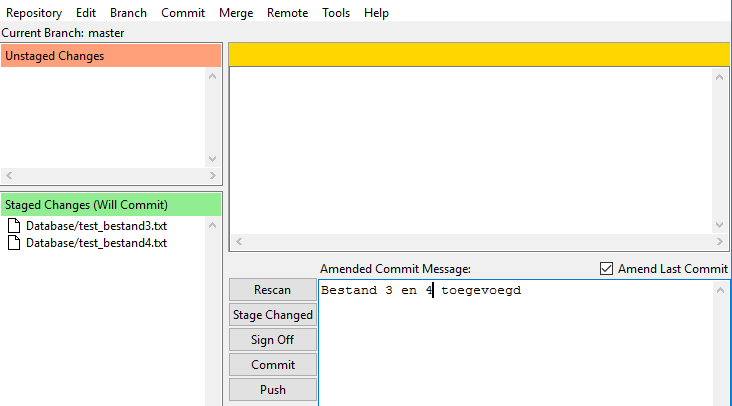 Repository Edit Branch Commit Merge Remote Tools Help
Current Branch: master
Unstaged Changes
Staged Changes (Will Commit)
Database/test_bestand3.txt
Database/test_bestand4.txt
Amended Commit Message: Amend Last Commit
Rescan
Stage Changed
Sign Off
Commit
Push
Bestand 3 en 4 toegevoegd